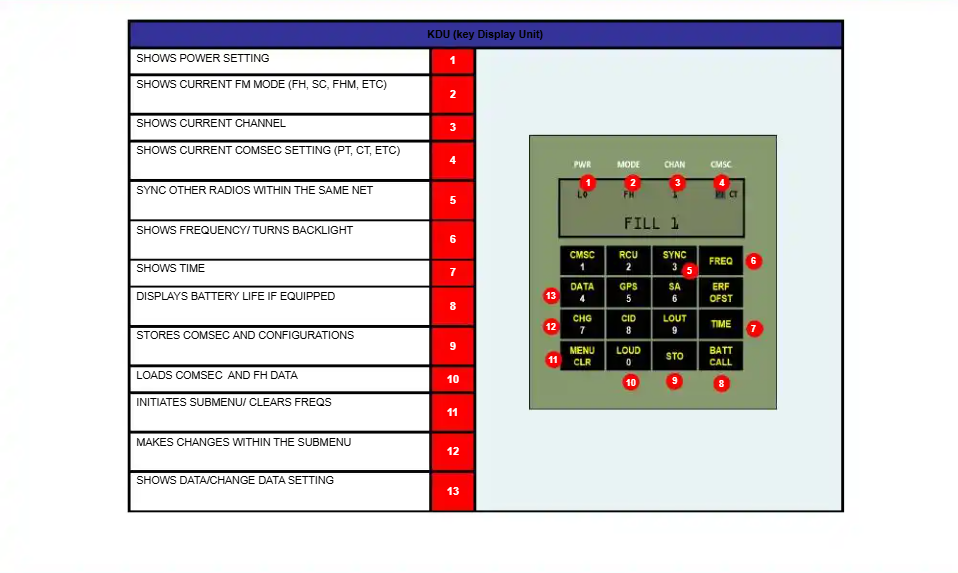 KDU (key Display Unit)
SHOWS POWER SETTING
1
SHOWS CURRENT FM MODE (FH, SC, FHM, ETC)
2
SHOWS CURRENT CHANNEL
3
SHOWS CURRENT COMSEC SETTING (PT, CT, ETC)
4
SYNC OTHER RADIOS WITHIN THE SAME NET
5
SHOWS FREQUENCY/ TURNS BACKLIGHT
6
SHOWS TIME
7
DISPLAYS BATTERY LIFE IF EQUIPPED
8
STORES COMSEC AND CONFIGURATIONS
9
LOADS COMSEC AND FH DATA
10
INITIATES SUBMENU/ CLEARS FREQS
11
MAKES CHANGES WITHIN THE SUBMENU
12
SHOWS DATA/CHANGE DATA SETTING
13
PWR MODE CHAN CMSC
1 2 3 4
LO FH 1 CT
FILL 1
CMSC RCU SYNC FREQ
1 2 3 5 6
13 DATA GPS SA ERF
4 5 6 OFST
12 CHG CID LOUT TIME 7
7 8 9
11 MENU LOUD STO BATT
CLR 0 CALL
10 9 8